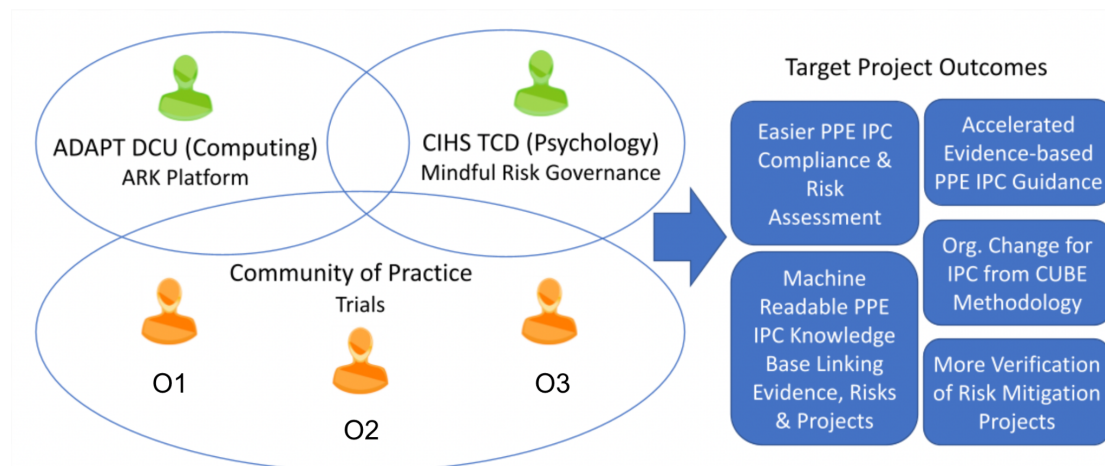 ADAPT DCU (Computing)
ARK Platform
CIHS TCD (Psychology)
Mindful Risk Governance
Community of Practice
Trials
O1
O2
O3
Target Project Outcomes
Easier PPE IPC
Compliance &
Risk
Assessment
Accelerated
Evidence-based
PPE IPC Guidance
Machine
Readable PPE
IPC Knowledge
Base Linking
Evidence, Risks
& Projects
Org. Change for
IPC from CUBE
Methodology
More Verification
of Risk Mitigation
Projects